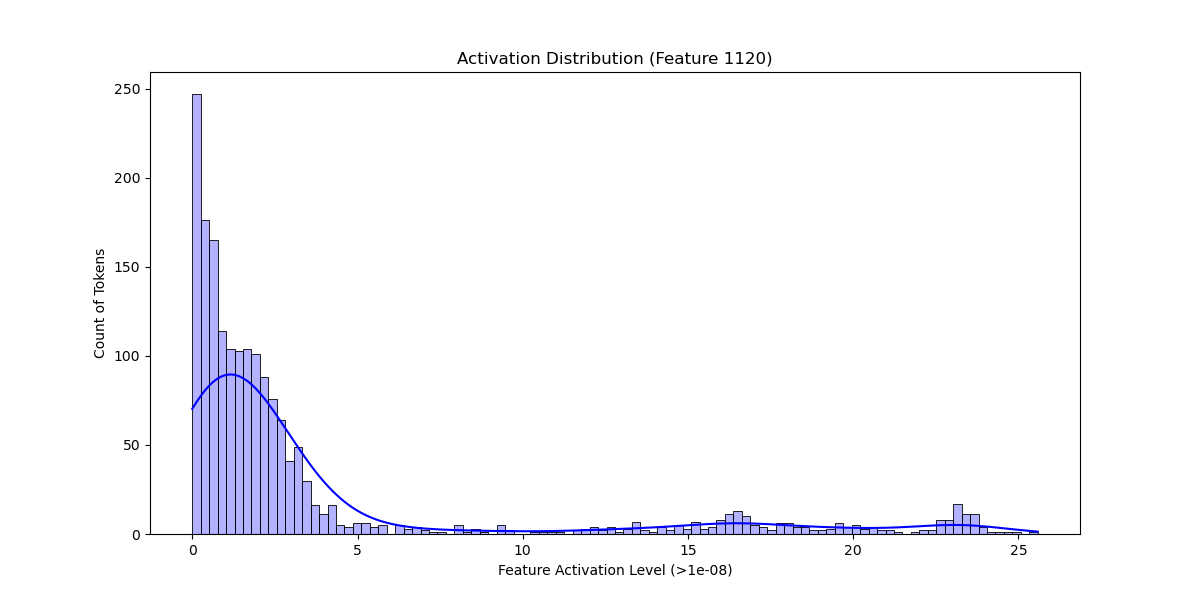 Activation Distribution (Feature 1120)
250
200
150
100
50
0
Count of Tokens
0 5 10 15 20 25
Feature Activation Level (>1e-08)